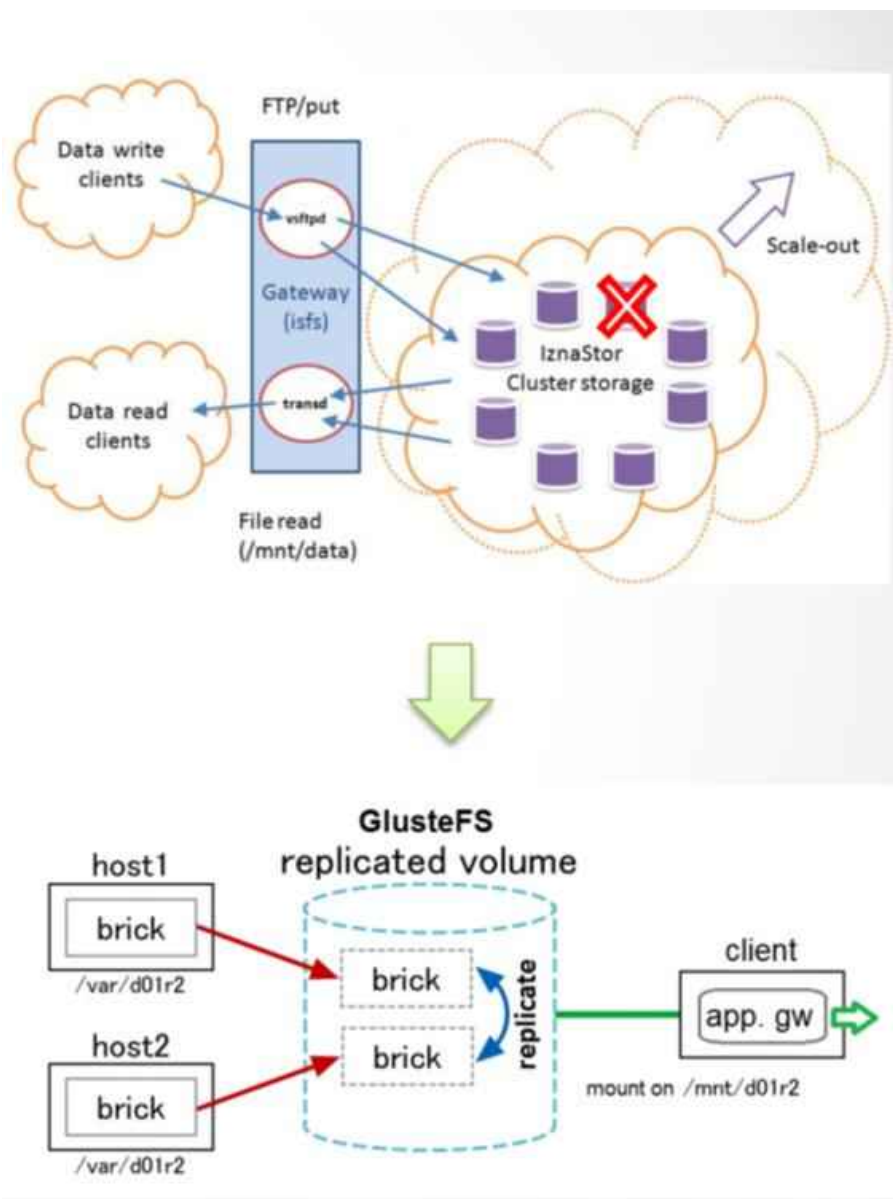 FTP/put
Data write
clients
vsftpd
Gateway
(isfs)
Scale-out
IznaStor
Cluster storage
Data read
clients
transd
File read
(/mnt/data)
GlusteFS
replicated volume
host1
brick
/var/d01r2
host2
brick
/var/d01r2
brick
brick
replicate
client
app. gw
mount on /mnt/d01r2